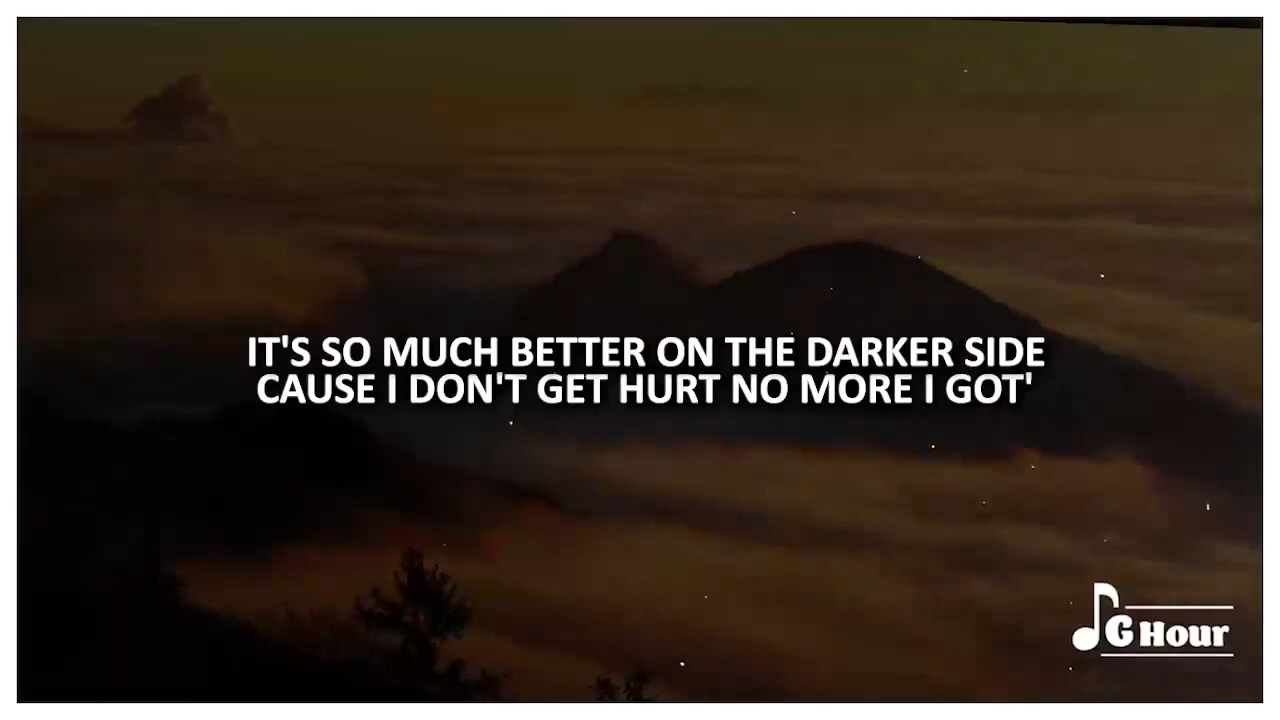 IT'S SO MUCH BETTER ON THE DARKER SIDE
CAUSE I DON'T GET HURT NO MORE I GOT'
G Hour